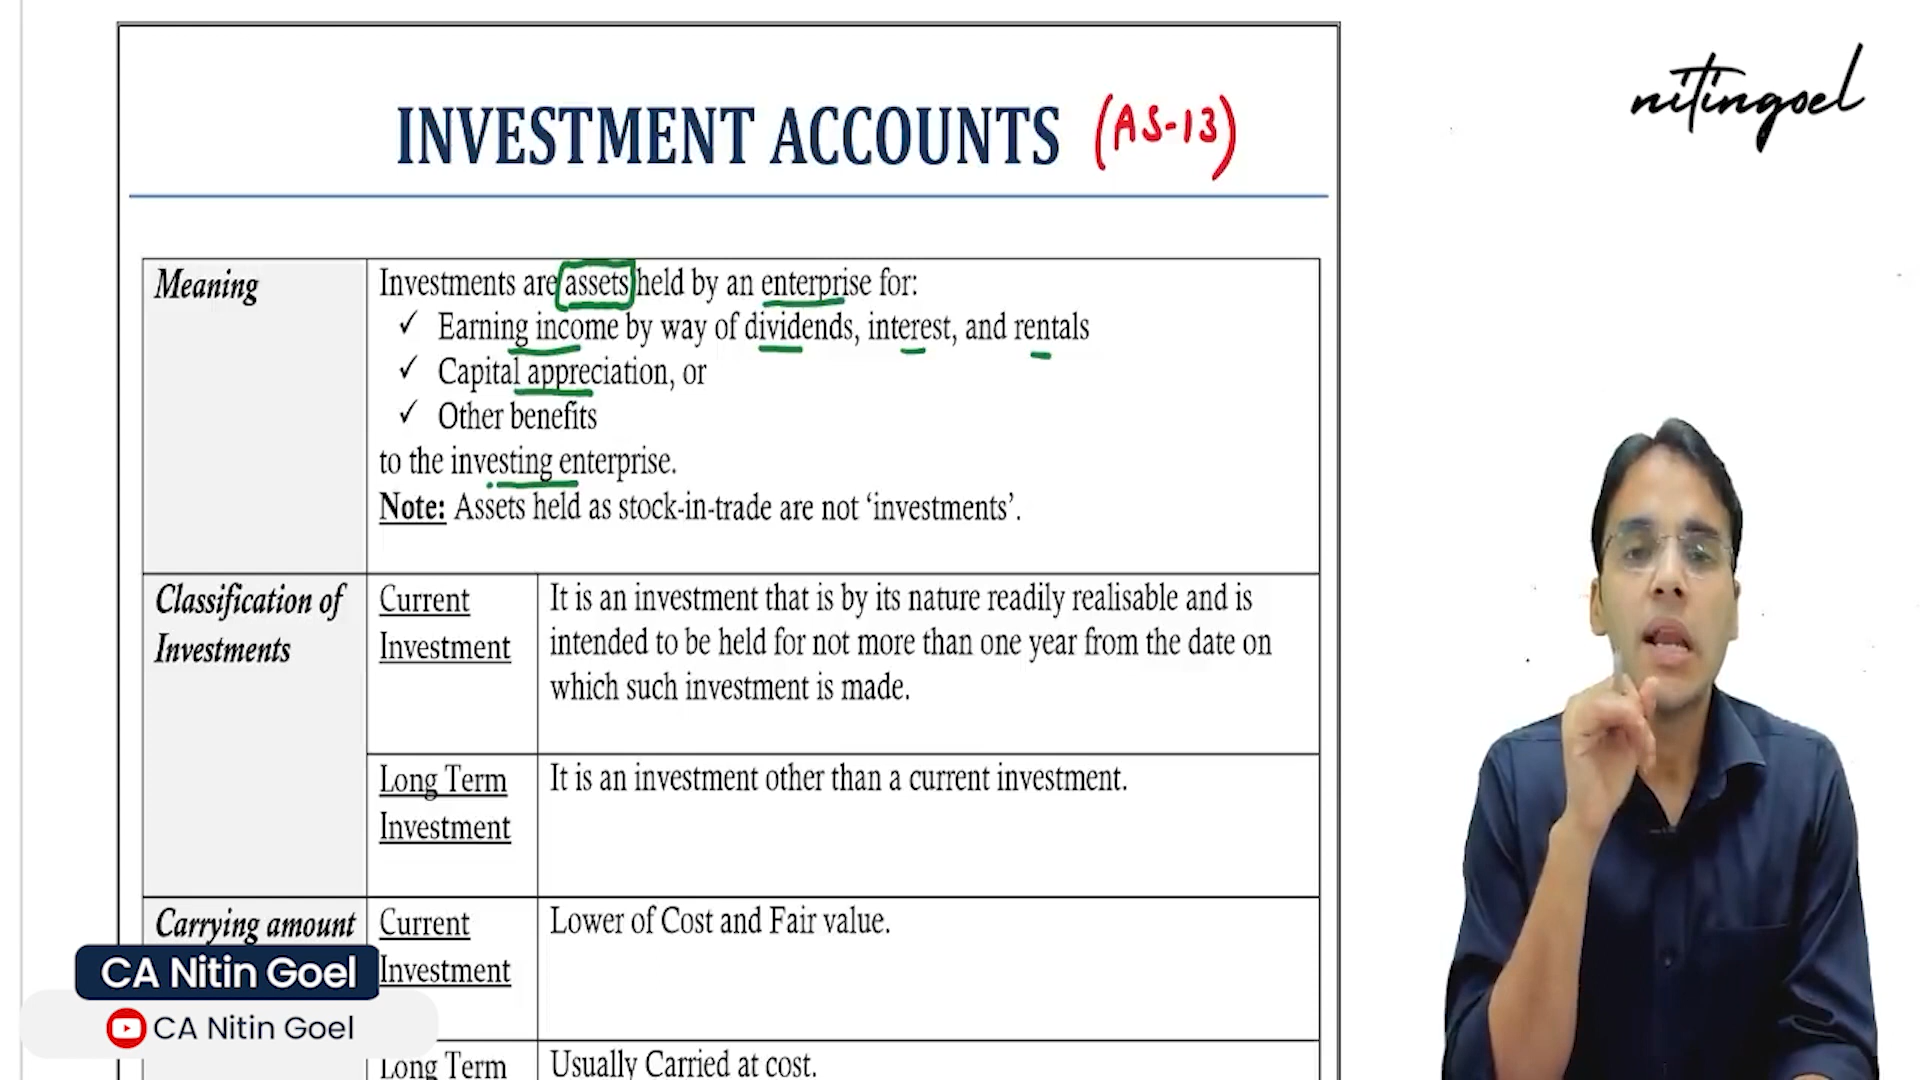 nitingoel
INVESTMENT ACCOUNTS (AS-13)
Meaning
Investments are assets held by an enterprise for:
✓ Earning income by way of dividends, interest, and rentals
✓ Capital appreciation, or
✓ Other benefits
to the investing enterprise.
Note: Assets held as stock-in-trade are not ‘investments’.
Classification of
Investments
Current
Investment
It is an investment that is by its nature readily realisable and is
intended to be held for not more than one year from the date on
which such investment is made.
Long Term
Investment
It is an investment other than a current investment.
Carrying amount
Current
Investment
Lower of Cost and Fair value.
Long Term
Usually Carried at cost.
CA Nitin Goel
CA Nitin Goel